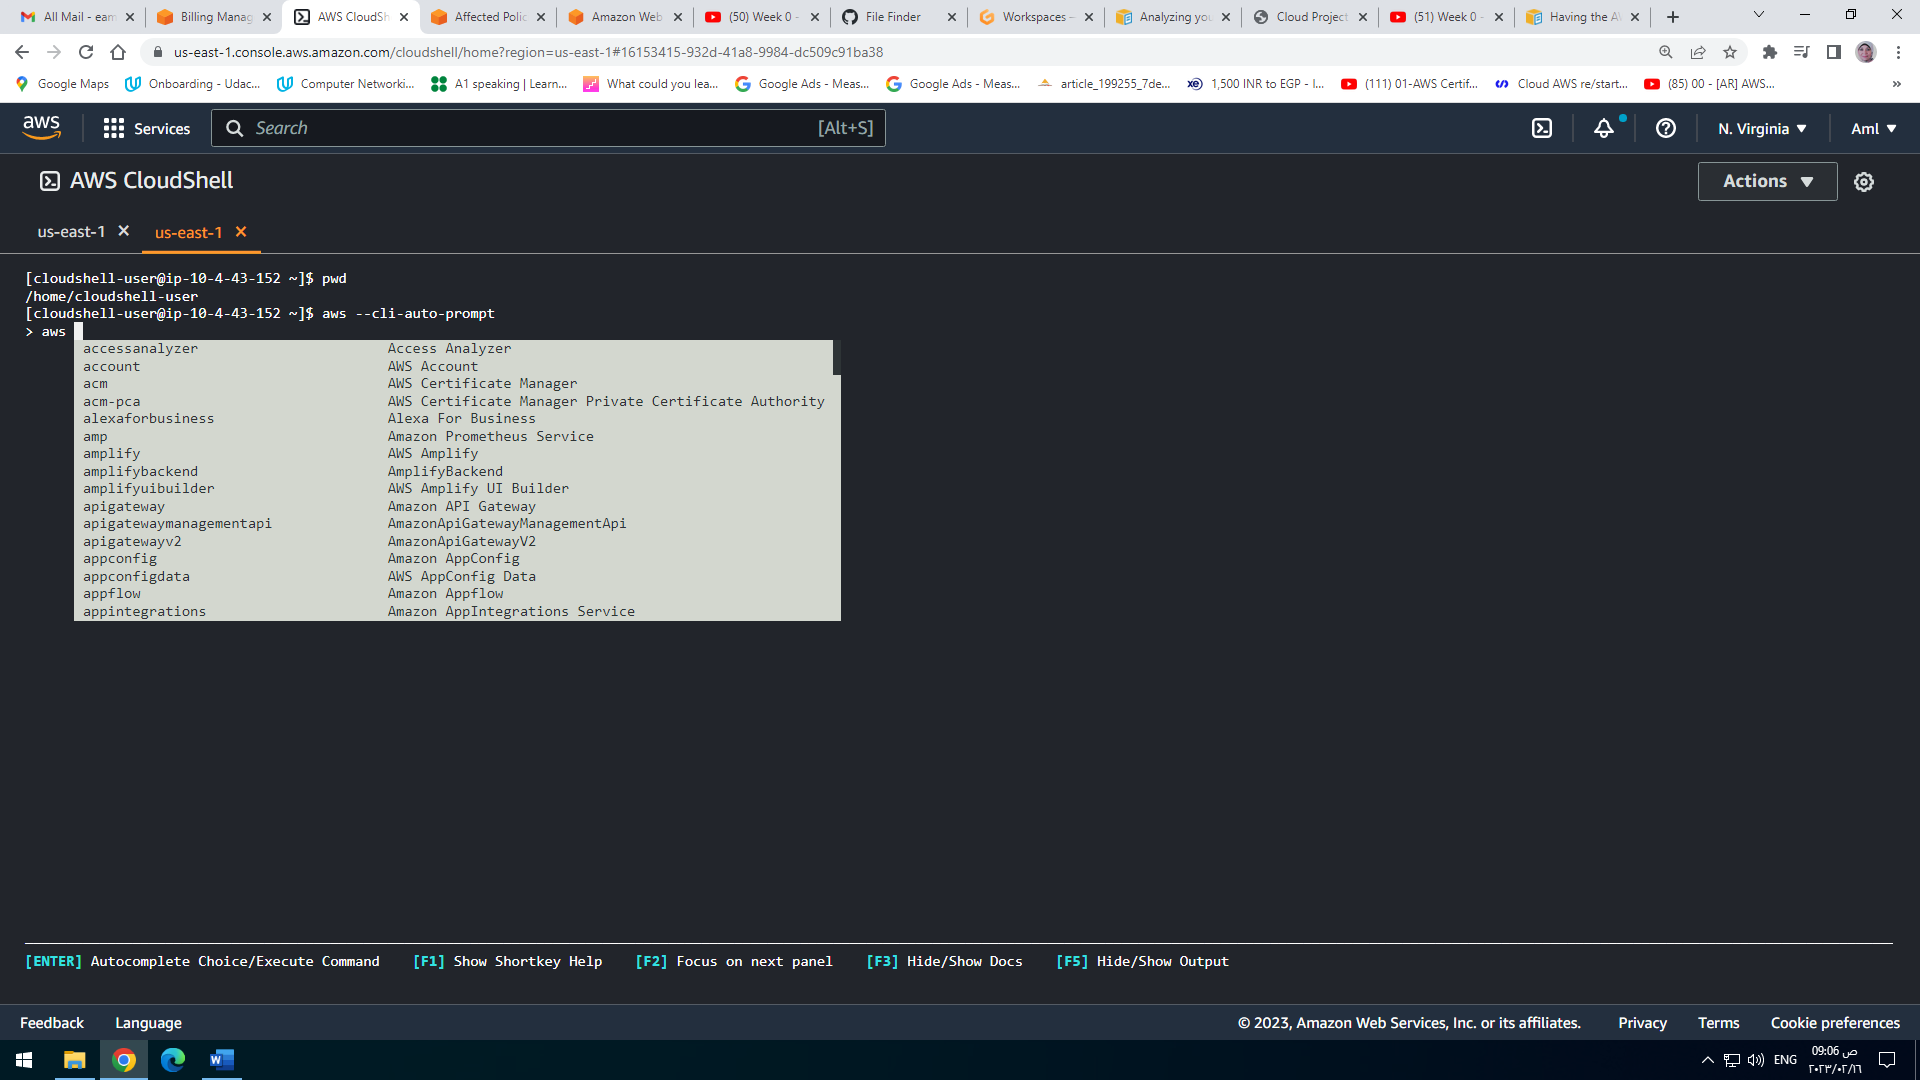 All Mail - eam
Billing Manag
AWS CloudSh
Affected Polic
Amazon Web
(50) Week 0 -
File Finder
Workspaces –
Analyzing you
Cloud Project
(51) Week 0 -
Having the A
us-east-1.console.aws.amazon.com/cloudshell/home?region=us-east-1#16153415-932d-41a8-9984-dc509c91ba38
Google Maps
Onboarding - Udac...
Computer Networki...
A1 speaking | Learn...
What could you lea...
Google Ads - Meas...
Google Ads - Meas...
article_199255_7de...
1,500 INR to EGP - I...
(111) 01-AWS Certif...
Cloud AWS re/start...
(85) 00 - [AR] AWS...
»
aws
Services
Search
[Alt+S]
N. Virginia
Aml
AWS CloudShell
Actions
us-east-1
us-east-1
[cloudshell-user@ip-10-4-43-152 ~]$ pwd
/home/cloudshell-user
[cloudshell-user@ip-10-4-43-152 ~]$ aws --cli-auto-prompt
> aws
accessanalyzer Access Analyzer
account AWS Account
acm AWS Certificate Manager
acm-pca AWS Certificate Manager Private Certificate Authority
alexaforbusiness Alexa For Business
amp Amazon Prometheus Service
amplify AWS Amplify
amplifybackend AmplifyBackend
amplifyuibuilder AWS Amplify UI Builder
apigateway Amazon API Gateway
apigatewaymanagementapi AmazonApiGatewayManagementApi
apigatewayv2 AmazonApiGatewayV2
appconfig Amazon AppConfig
appconfigdata AWS AppConfig Data
appflow Amazon Appflow
appintegrations Amazon AppIntegrations Service
[ENTER] Autocomplete Choice/Execute Command [F1] Show Shortkey Help [F2] Focus on next panel [F3] Hide/Show Docs [F5] Hide/Show Output
Feedback
Language
© 2023, Amazon Web Services, Inc. or its affiliates.
Privacy
Terms
Cookie preferences
ENG
09:06 ص
٢٠٢٣/٠٢/١٦